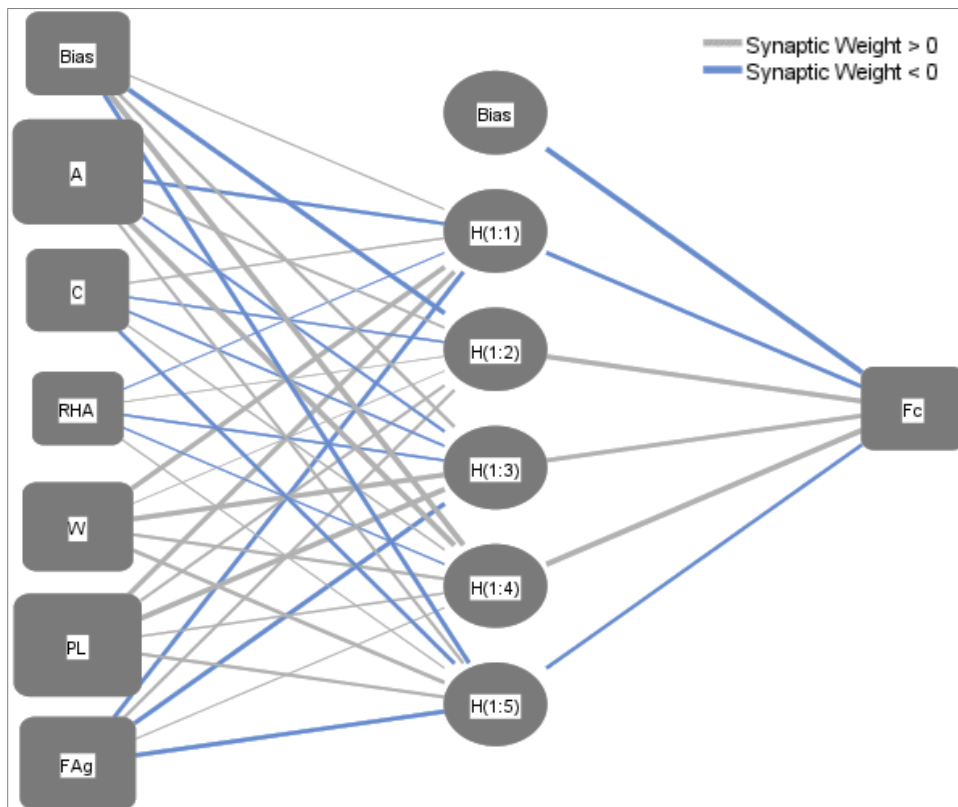 Synaptic Weight > 0
Synaptic Weight < 0
Bias
A
C
RHA
W
PL
FAg
Bias
H(1:1)
H(1:2)
H(1:3)
H(1:4)
H(1:5)
Fc